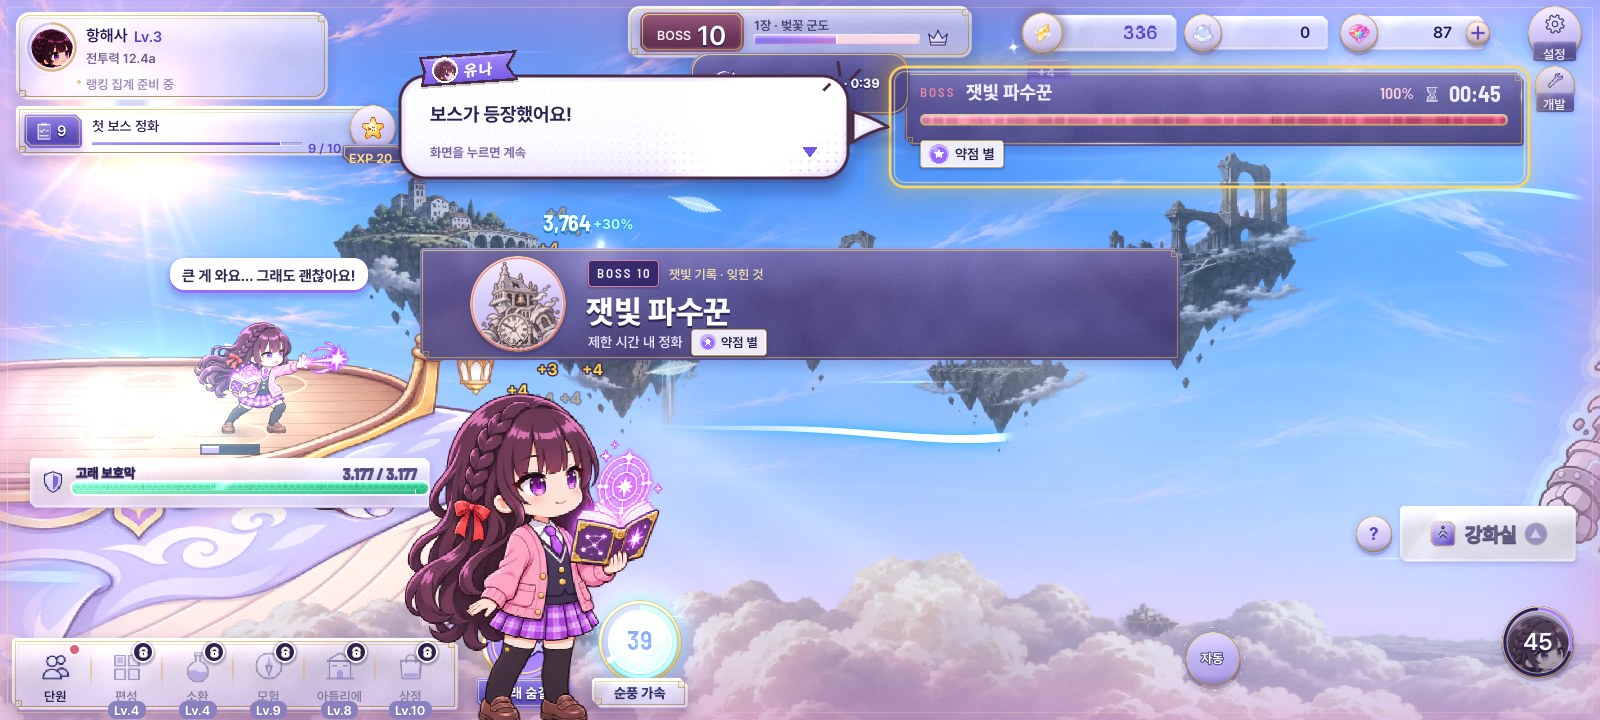 항해사 Lv.3
전투력 12.4a
랭킹 집계 준비 중
9
첫 보스 정화
9 / 10
EXP 20
BOSS 10
1장 · 벚꽃 군도
336
0
87
설정
개발
유나
보스가 등장했어요!
화면을 누르면 계속
· 0:39
+4
BOSS 잿빛 파수꾼
100% 00:45
약점 별
3,764 +30%
큰 게 와요... 그래도 괜찮아요!
BOSS 10 잿빛 기록 · 잊힌 것
잿빛 파수꾼
제한 시간 내 정화 약점 별
+3 +4
+4 +4
고래 보호막 3,177 / 3,177
? 강화실
39
자동
45
단원 편성 소환 모험 아틀리에 상점
Lv.4 Lv.4 Lv.9 Lv.8 Lv.10
순풍 가속